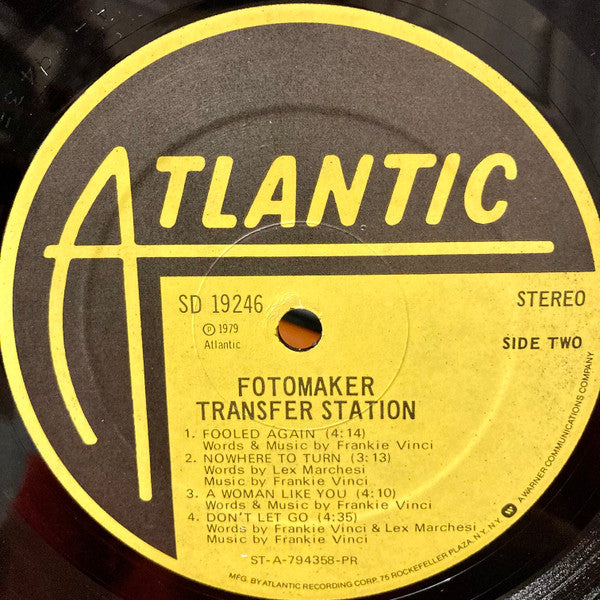 ATLANTIC
SD 19246
STEREO
℗ 1979
Atlantic
SIDE TWO
FOTOMAKER
TRANSFER STATION
1. FOOLED AGAIN (4:14)
Words & Music by Frankie Vinci
2. NOWHERE TO TURN (3:13)
Words by Lex Marchesi
Music by Frankie Vinci
3. A WOMAN LIKE YOU (4:10)
Words & Music by Frankie Vinci
4. DON'T LET GO (4:35)
Words by Frankie Vinci & Lex Marchesi
Music by Frankie Vinci
ST-A-794358-PR
MFG. BY ATLANTIC RECORDING CORP. 75 ROCKEFELLER PLAZA, N.Y. N.Y. A WARNER COMMUNICATIONS COMPANY